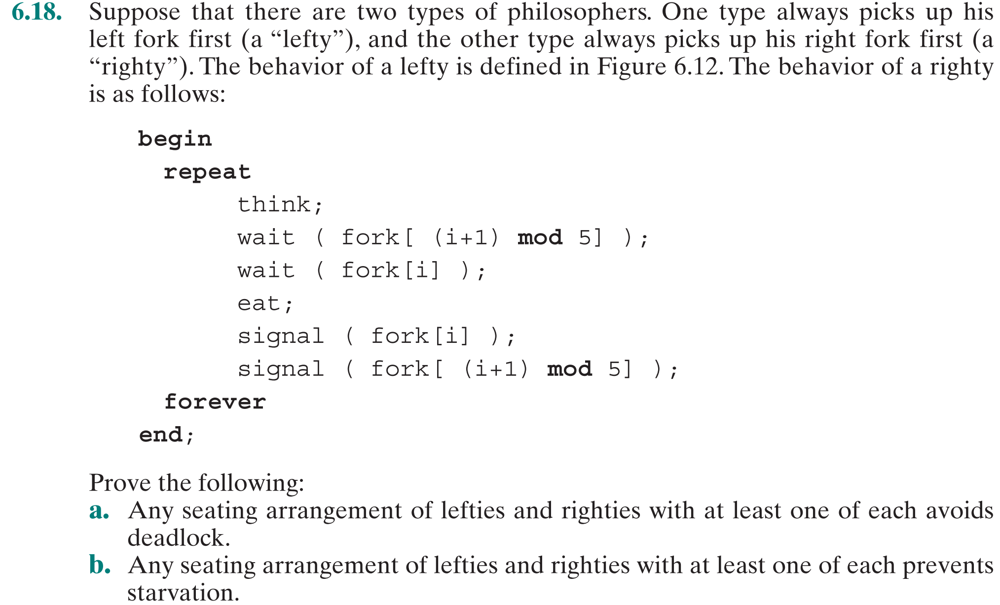 6.18. Suppose that there are two types of philosophers. One type always picks up his
left fork first (a “lefty”), and the other type always picks up his right fork first (a
“righty”). The behavior of a lefty is defined in Figure 6.12. The behavior of a righty
is as follows:
begin
repeat
think;
wait ( fork[ (i+1) mod 5] );
wait ( fork[i] );
eat;
signal ( fork[i] );
signal ( fork[ (i+1) mod 5] );
forever
end;
Prove the following:
a. Any seating arrangement of lefties and righties with at least one of each avoids
deadlock.
b. Any seating arrangement of lefties and righties with at least one of each prevents
starvation.